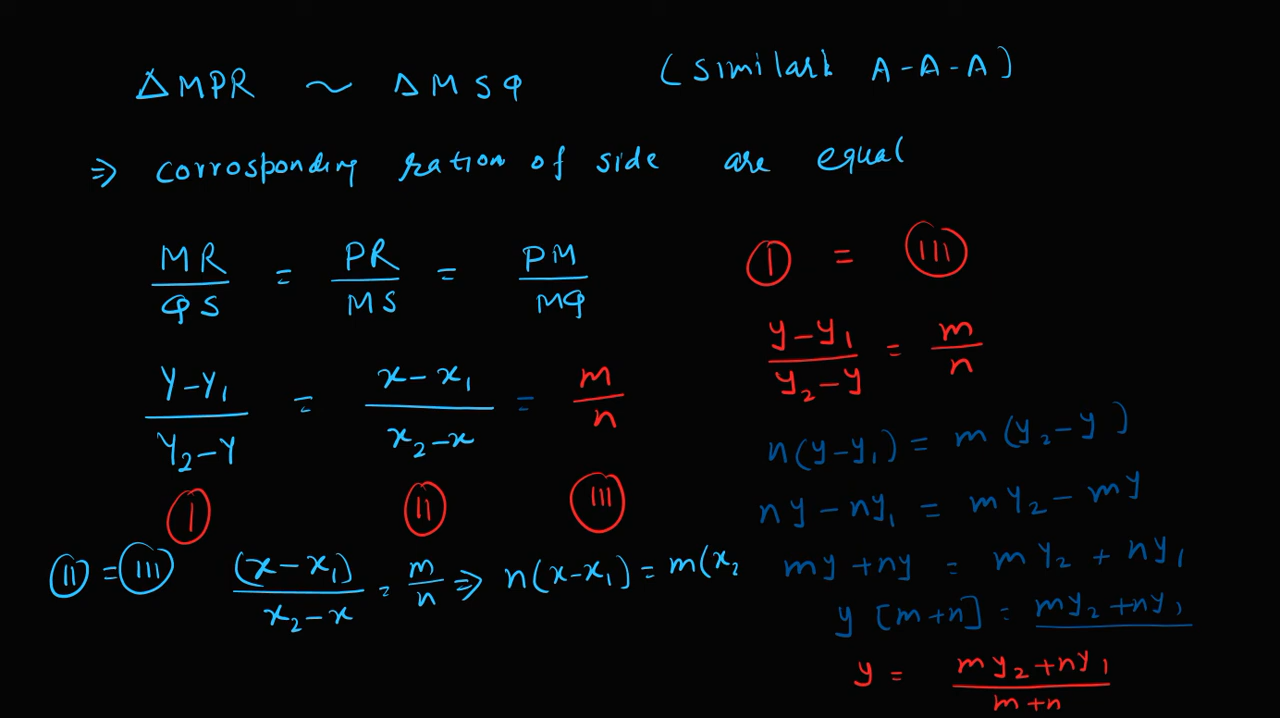 ΔMPR ~ ΔMSQ (similark A-A-A)
⇒ corrosponding ration of side are equal
MR/QS = PR/MS = PM/MQ
Y-Y₁/Y₂-Y = x-x₁/x₂-x = m/n
I II III
II = III (x-x₁)/x₂-x = m/n ⇒ n(x-x₁) = m(x₂
I = III
y-y₁/y₂-y = m/n
n(y-y₁) = m(y₂-y)
ny-ny₁ = my₂-my
my+ny = my₂+ny₁
y[m+n] = my₂+ny₁
y = my₂+ny₁/m+n